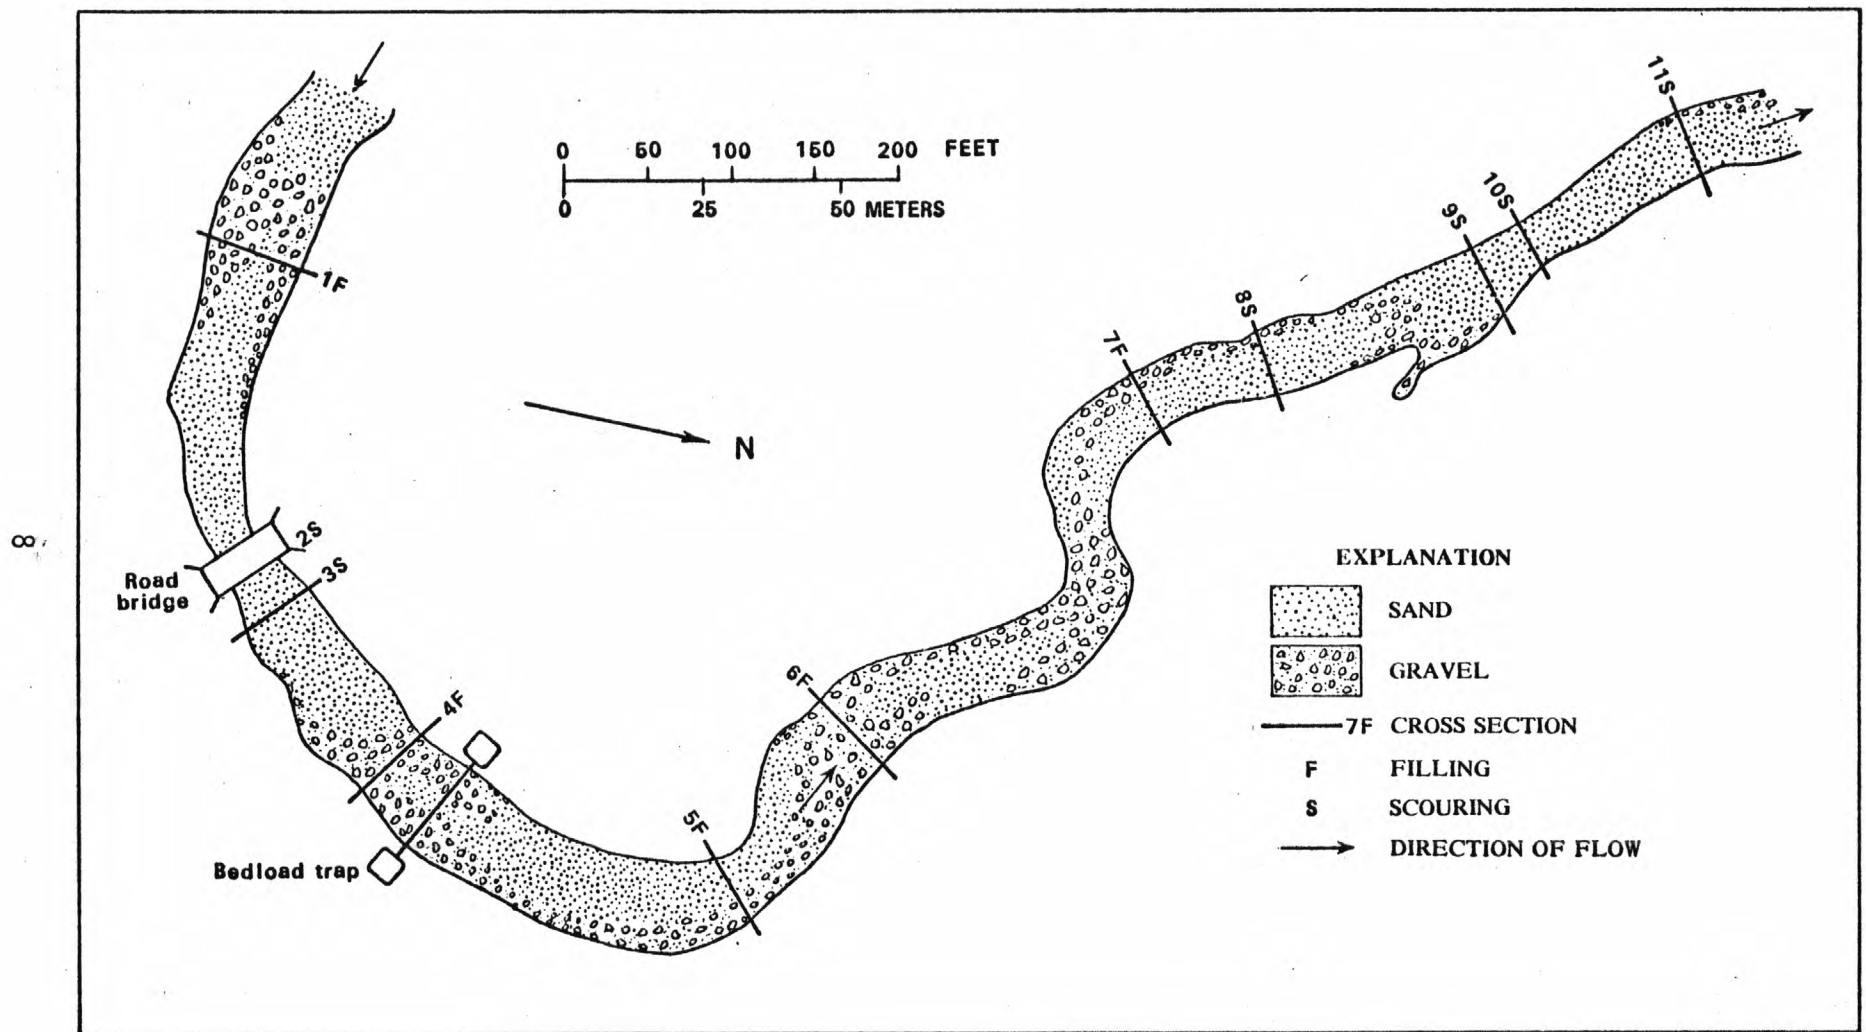 11S
0 50 100 150 200 FEET
0 25 50 METERS
10S
9S
1F
8S
7F
N
2S
3S
Road
bridge
8
EXPLANATION
SAND
GRAVEL
7F CROSS SECTION
F FILLING
S SCOURING
DIRECTION OF FLOW
6F
4F
5F
Bedload trap